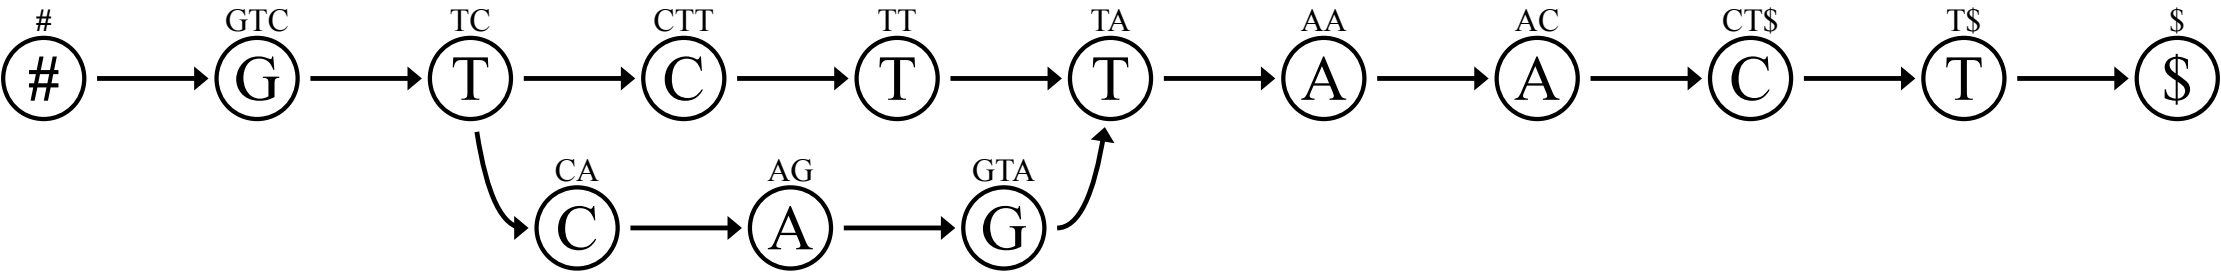 # GTC TC CTT TT TA AA AC CT$ T$ $
# G T C T T A A C T $
CA AG GTA
C A G